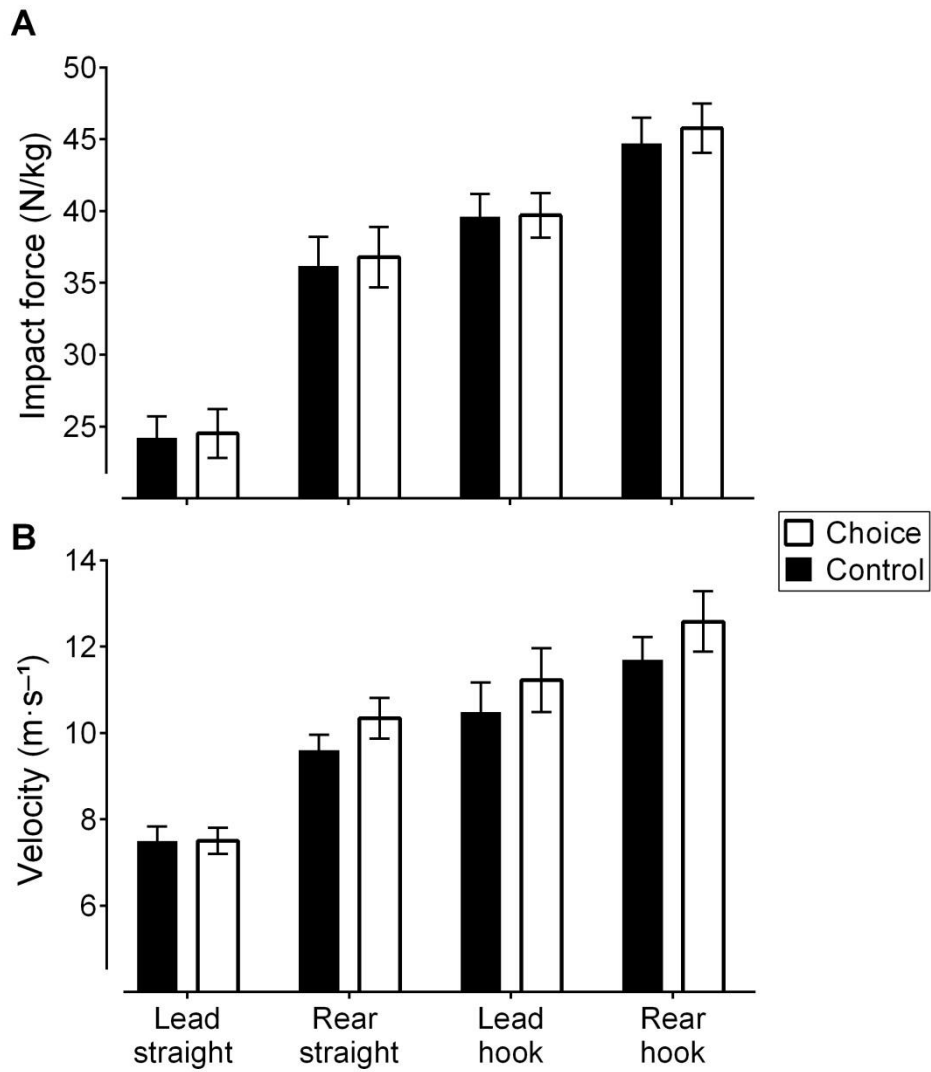 A
Impact force (N/kg)
50
45
40
35
30
25
B
Velocity (m·s⁻¹)
14
12
10
8
6
Lead straight
Rear straight
Lead hook
Rear hook
Choice
Control